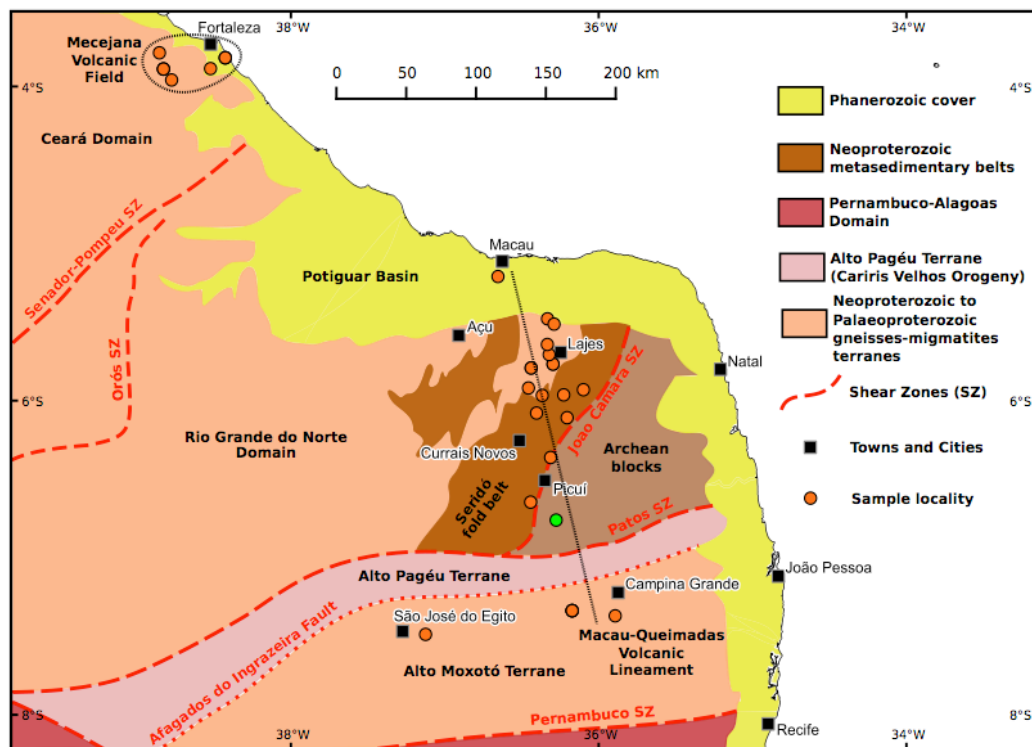 38°W
36°W
34°W
Fortaleza
Mecejana
Volcanic
Field
0 50 100 150 200 km
4°S
4°S
Ceará Domain
Phanerozoic cover
Neoproterozoic
metasedimentary belts
Pernambuco-Alagoas
Domain
Alto Pagéu Terrane
(Cariris Velhos Orogeny)
Neoproterozoic to
Palaeoproterozoic
gneisses-migmatites
terranes
Shear Zones (SZ)
Towns and Cities
Sample locality
Senador-Pompeu SZ
Orós SZ
Macau
Potiguar Basin
Açu
Lajes
Natal
6°S
6°S
Joao Camara SZ
Rio Grande do Norte
Domain
Currais Novos
Archean
blocks
Picuí
Seridó
fold belt
Patos SZ
Alto Pagéu Terrane
João Pessoa
Campina Grande
São José do Egito
Afagados do Ingrazeira Fault
Macau-Queimadas
Volcanic
Lineament
Alto Moxotó Terrane
Pernambuco SZ
8°S
8°S
Recife
38°W
36°W
34°W